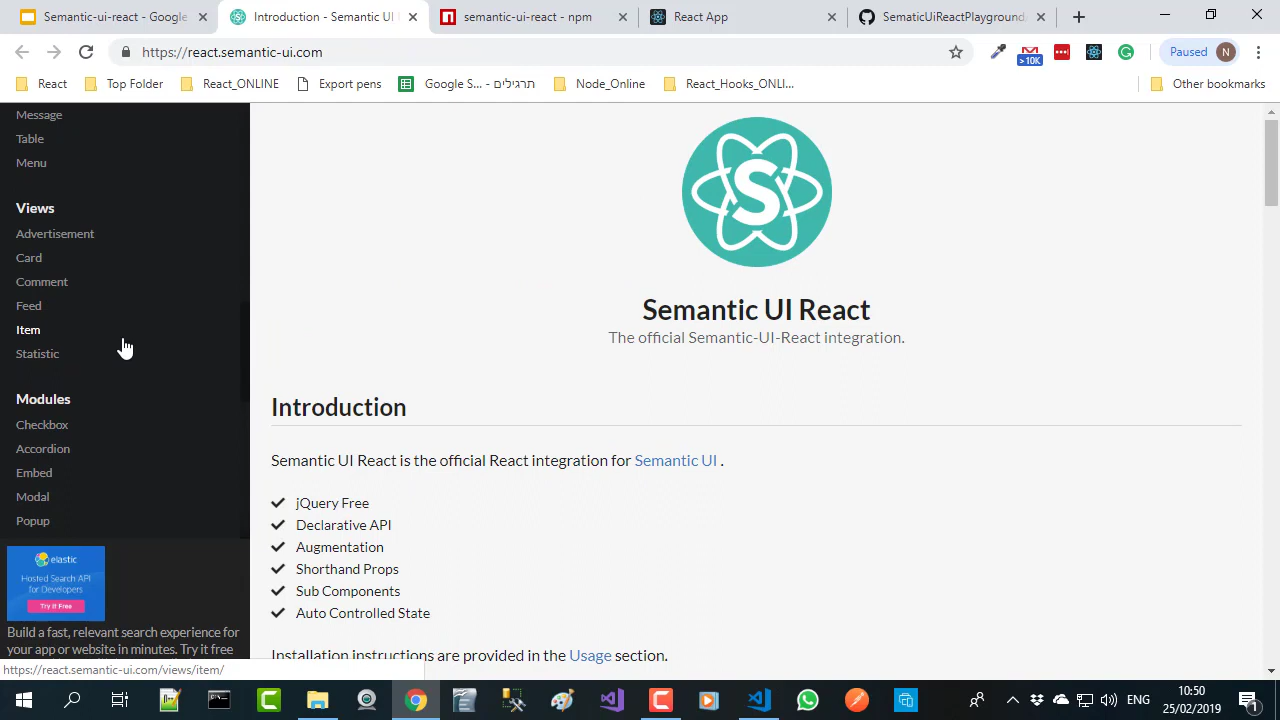 Semantic-ui-react - Google
Introduction - Semantic UI
semantic-ui-react - npm
React App
SematicUiReactPlayground
https://react.semantic-ui.com
>10K
Paused
N
React
Top Folder
React_ONLINE
Export pens
Google S... - תרגילים
Node_Online
React_Hooks_ONLI...
Other bookmarks
Message
Table
Menu
Views
Advertisement
Card
Comment
Feed
Item
Statistic
Modules
Checkbox
Accordion
Embed
Modal
Popup
elastic
Hosted Search API
for Developers
Try It Free
Build a fast, relevant search experience for
your app or website in minutes. Try it free
https://react.semantic-ui.com/views/item/
S
Semantic UI React
The official Semantic-UI-React integration.
Introduction
Semantic UI React is the official React integration for Semantic UI .
jQuery Free
Declarative API
Augmentation
Shorthand Props
Sub Components
Auto Controlled State
Installation instructions are provided in the Usage section.
ENG
10:50
25/02/2019
1